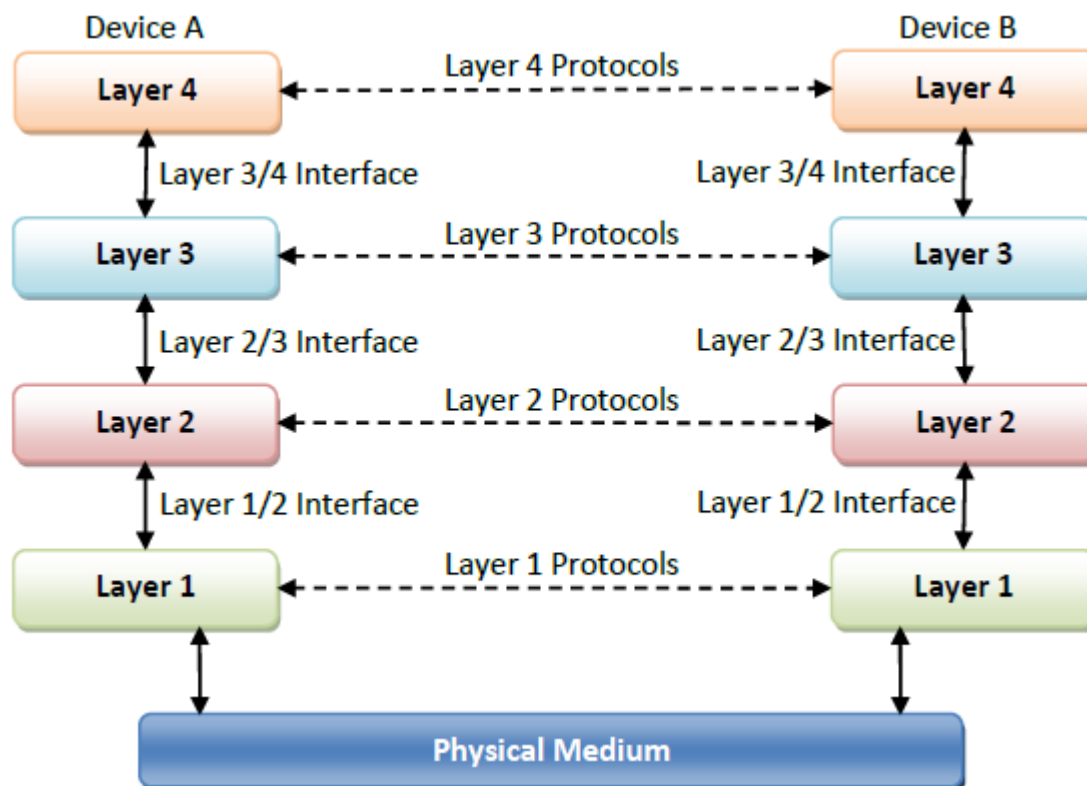 Device A
Device B
Layer 4
Layer 4 Protocols
Layer 4
Layer 3/4 Interface
Layer 3/4 Interface
Layer 3
Layer 3 Protocols
Layer 3
Layer 2/3 Interface
Layer 2/3 Interface
Layer 2
Layer 2 Protocols
Layer 2
Layer 1/2 Interface
Layer 1/2 Interface
Layer 1
Layer 1 Protocols
Layer 1
Physical Medium